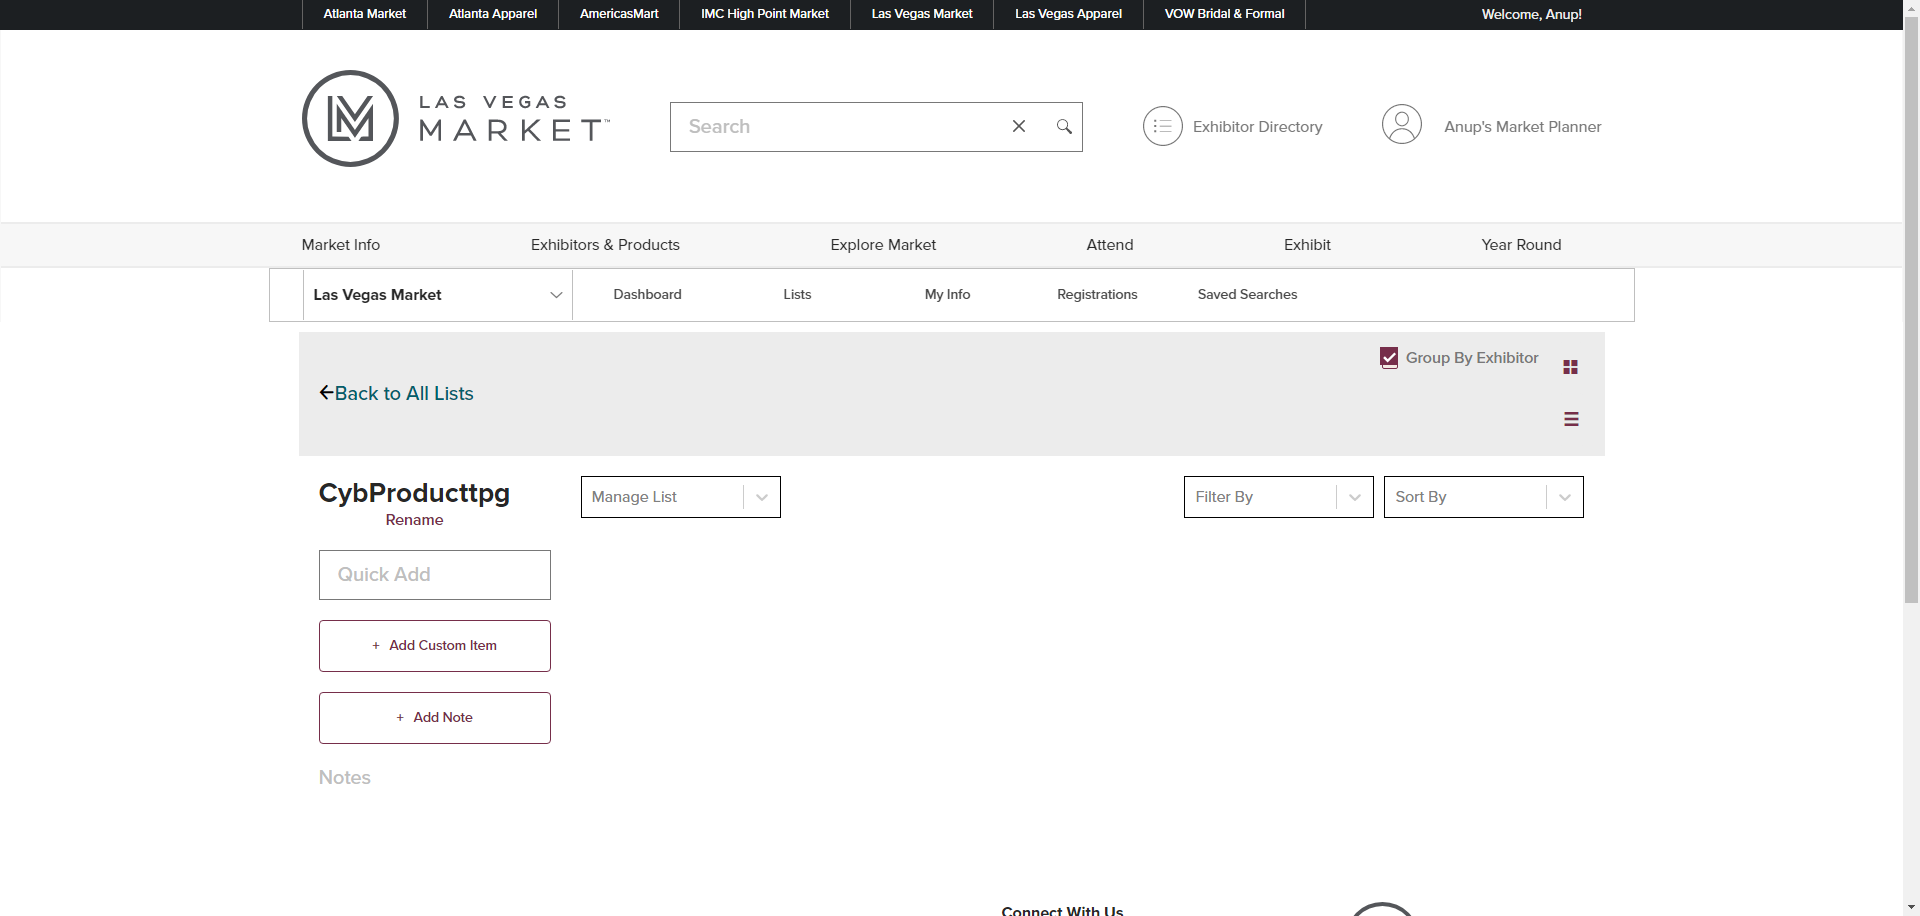 Atlanta Market
Atlanta Apparel
AmericasMart
IMC High Point Market
Las Vegas Market
Las Vegas Apparel
VOW Bridal & Formal
Welcome, Anup!
LAS VEGAS
MARKET™
Search
Exhibitor Directory
Anup's Market Planner
Market Info
Exhibitors & Products
Explore Market
Attend
Exhibit
Year Round
Las Vegas Market
Dashboard
Lists
My Info
Registrations
Saved Searches
Group By Exhibitor
Back to All Lists
CybProducttpg
Rename
Manage List
Filter By
Sort By
Quick Add
+ Add Custom Item
+ Add Note
Notes
Connect With Us